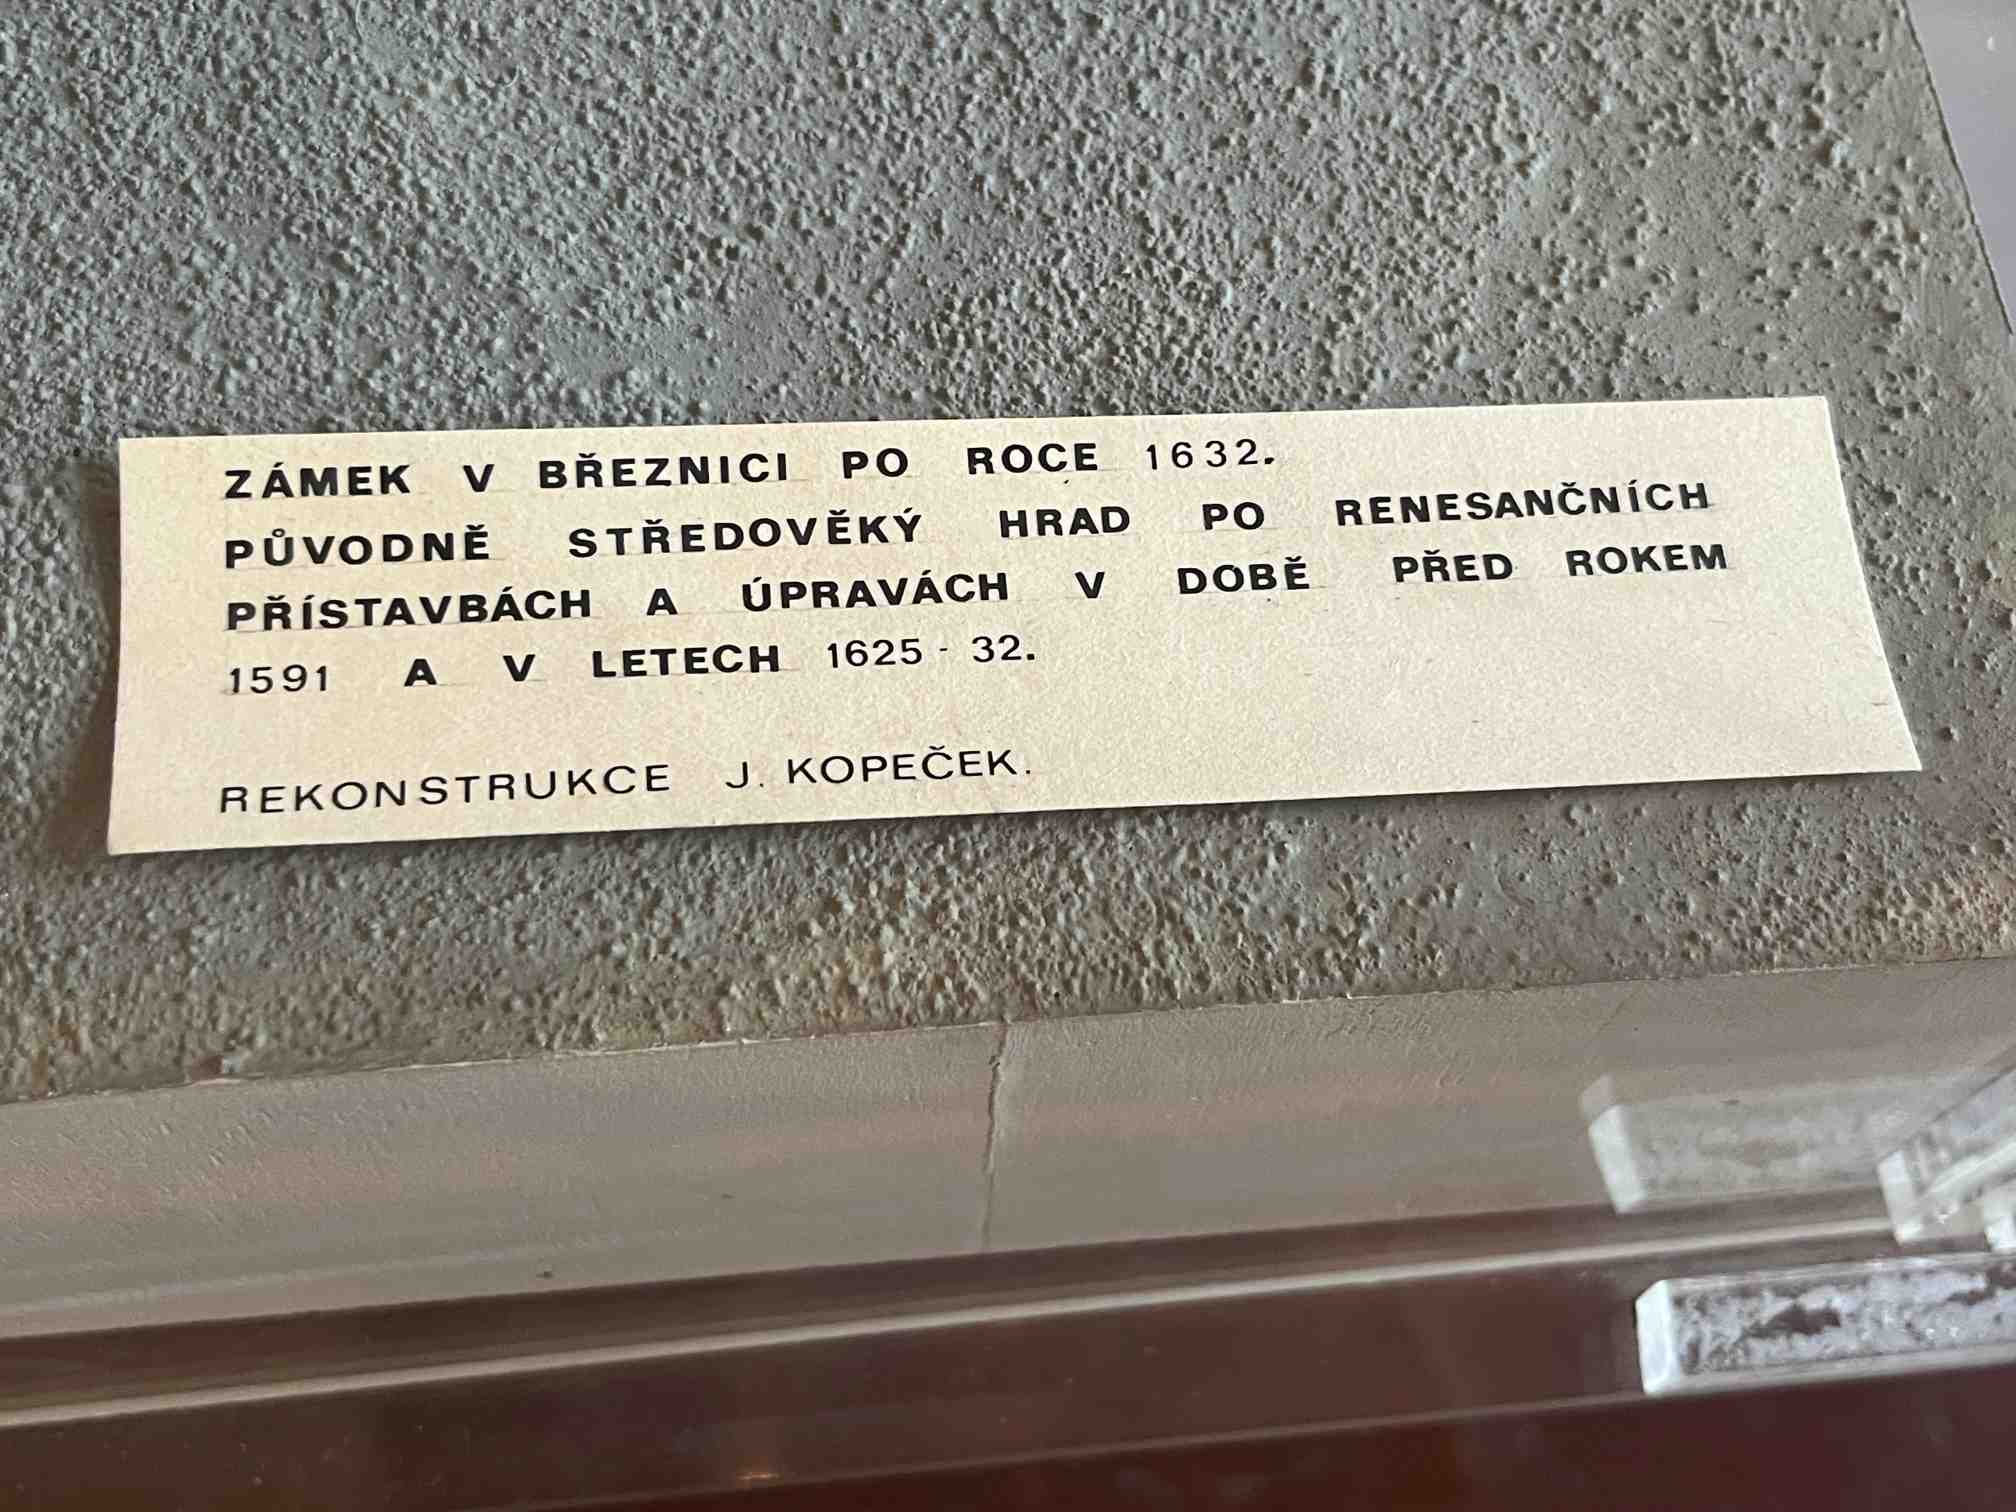 ZÁMEK V BŘEZNICI PO ROCE 1632.
PŮVODNĚ STŘEDOVĚKÝ HRAD PO RENESANČNÍCH
PŘÍSTAVBÁCH A ÚPRAVÁCH V DOBĚ PŘED ROKEM
1591 A V LETECH 1625 - 32.
REKONSTRUKCE J. KOPEČEK.